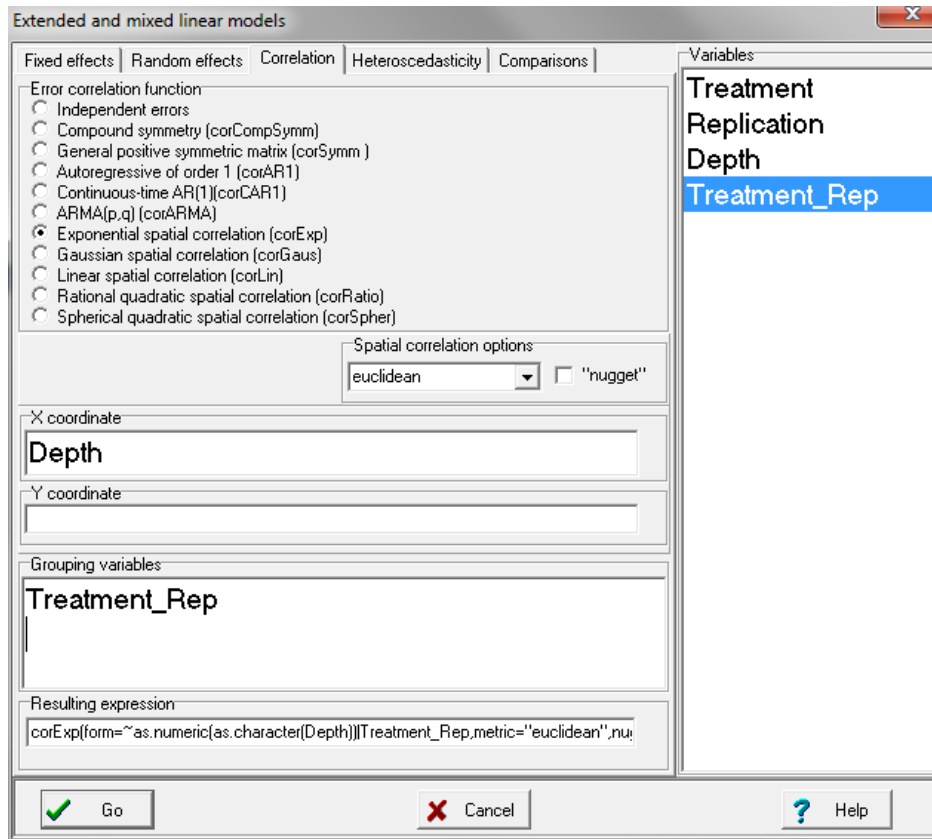 Extended and mixed linear models
x
Fixed effects Random effects Correlation Heteroscedasticity Comparisons
Error correlation function
Independent errors
Compound symmetry (corCompSymm)
General positive symmetric matrix (corSymm )
Autoregressive of order 1 (corAR1)
Continuous-time AR(1)(corCAR1)
ARMA(p,q) (corARMA)
Exponential spatial correlation (corExp)
Gaussian spatial correlation (corGaus)
Linear spatial correlation (corLin)
Rational quadratic spatial correlation (corRatio)
Spherical quadratic spatial correlation (corSpher)
Spatial correlation options
euclidean "nugget"
X coordinate
Depth
Y coordinate
Grouping variables
Treatment_Rep
Resulting expression
corExp(form=~as.numeric(as.character(Depth))|Treatment_Rep,metric="euclidean",nu
Go Cancel Help
Variables
Treatment
Replication
Depth
Treatment_Rep